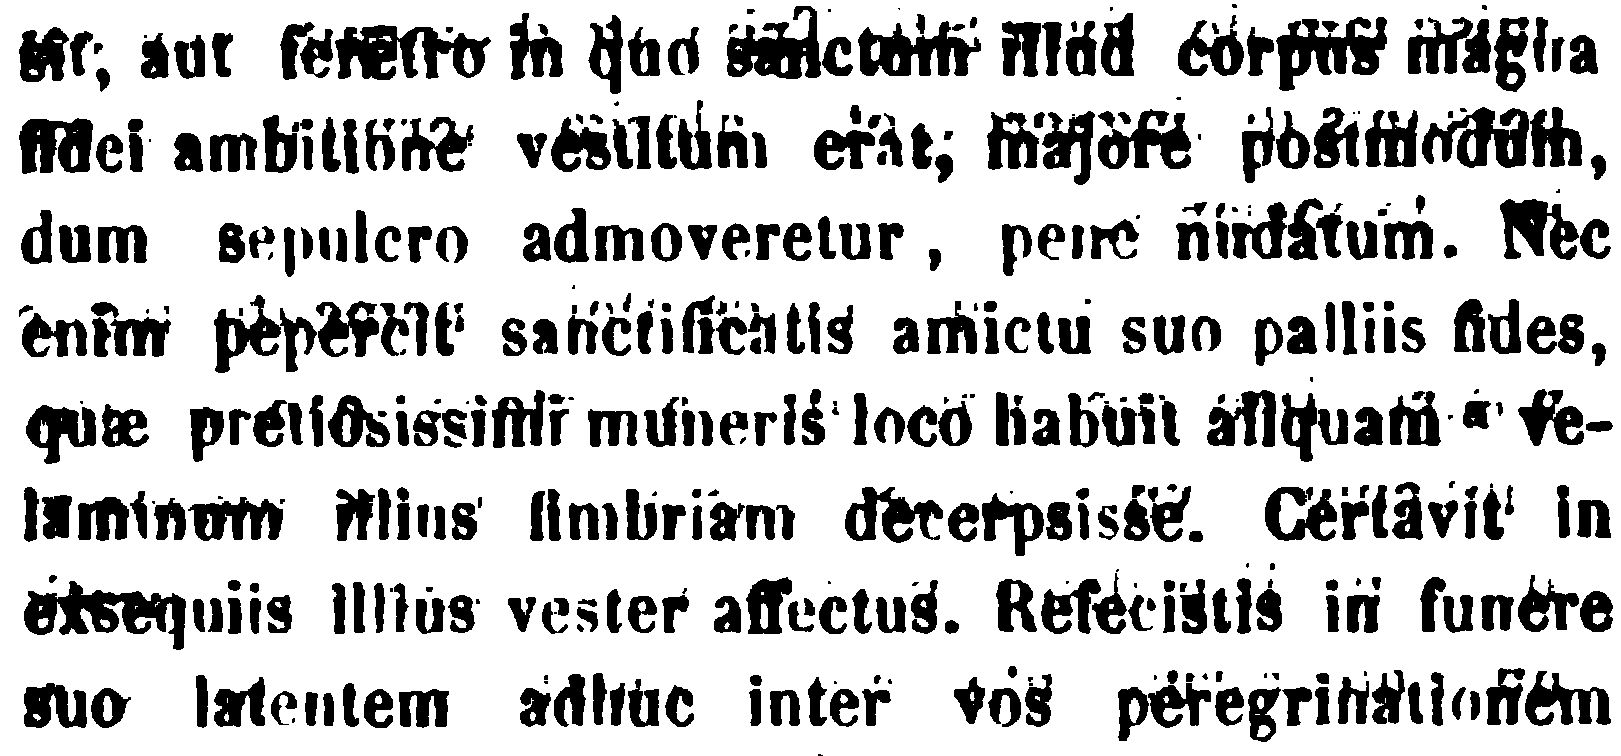 sit, aut feretro in quo sanctum illud corpus magna
fidei ambitione vestitum erat, majore postmodum,
dum sepulcro admoveretur, pene nudatum. Nec
enim pepercit sanctificatis amictu suo palliis fides,
quæ pretiosissimi muneris loco habuit aliquam ve-
laminum illius fimbriam decerpsisse. Certavit in
exsequiis illius vester affectus. Refecistis in funere
suo latentem adhuc inter vos peregrinationem